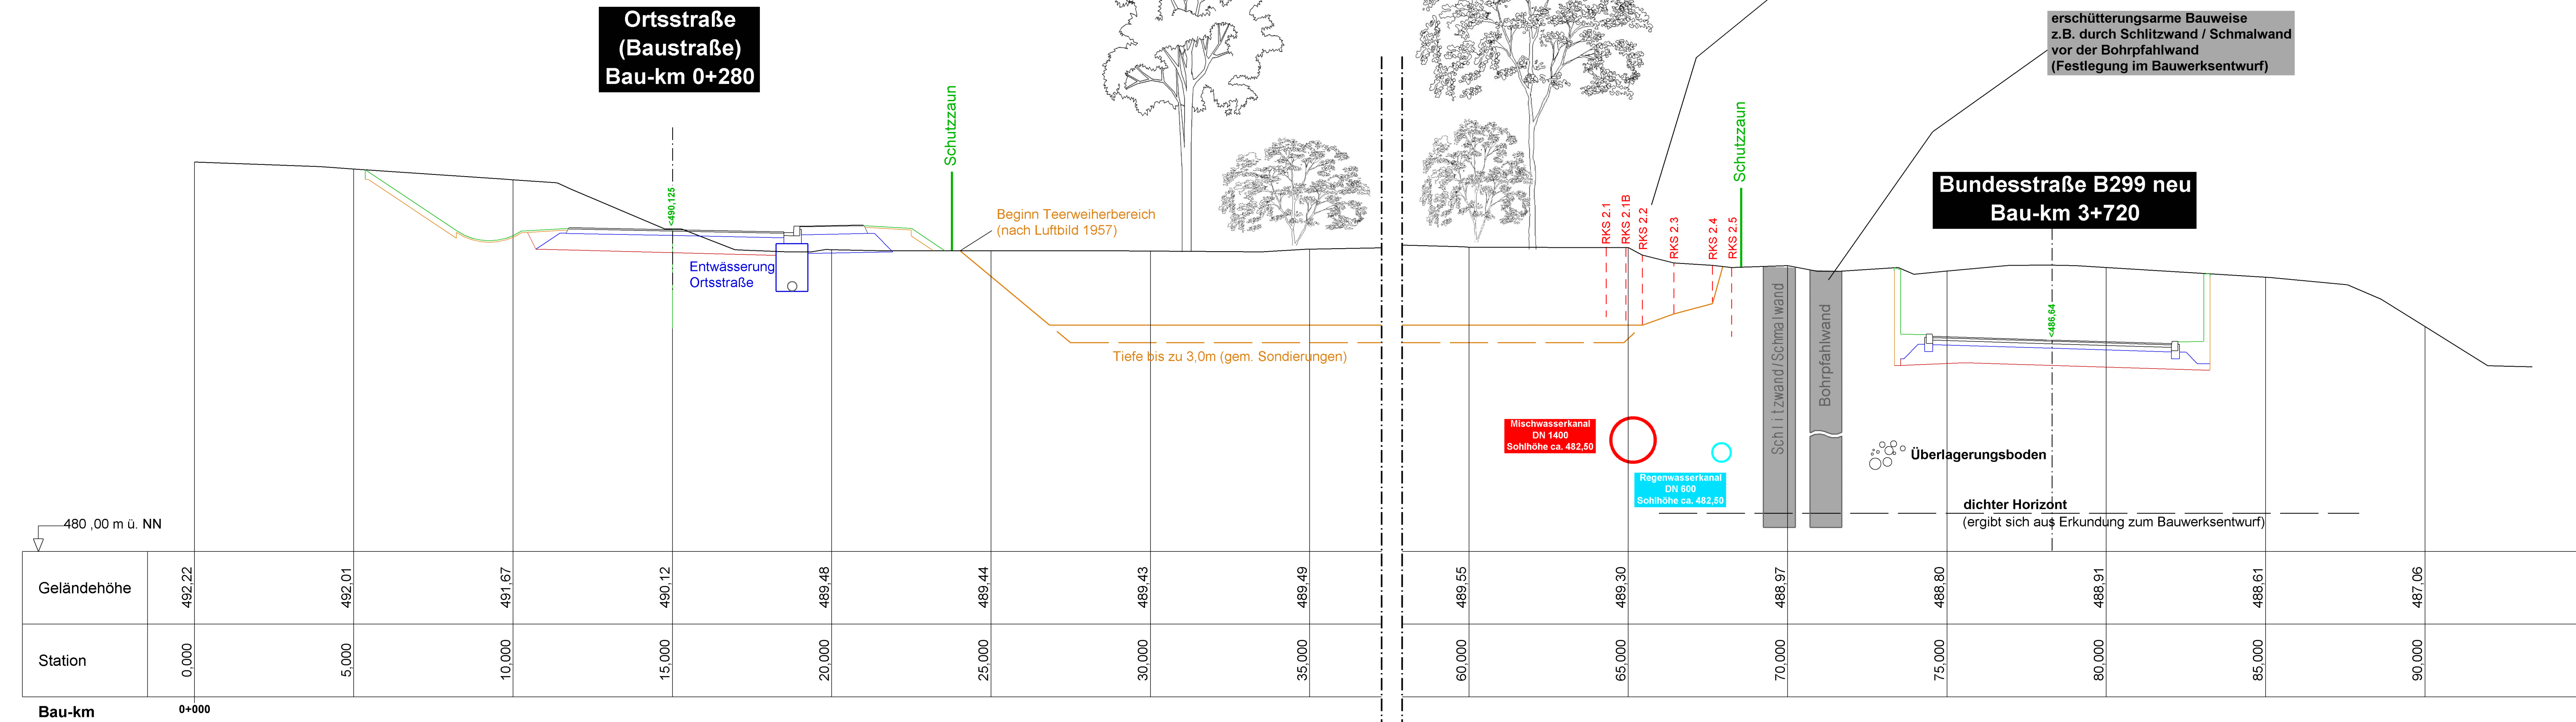 Ortsstraße
(Baustraße)
Bau-km 0+280
erschütterungsarme Bauweise
z.B. durch Schlitzwand / Schmalwand
vor der Bohrpfahlwand
(Festlegung im Bauwerksentwurf)
Schutzzaun
Schutzzaun
Bundesstraße B299 neu
Bau-km 3+720
<490,125
Beginn Teerweiherbereich
(nach Luftbild 1957)
RKS 2.1
RKS 2.1B
RKS 2.2
RKS 2.3
RKS 2.4
RKS 2.5
Entwässerung
Ortsstraße
<486,64
Tiefe bis zu 3,0m (gem. Sondierungen)
Schlitzwand/Schmalwand
Bohrpfahlwand
Mischwasserkanal
DN 1400
Sohlhöhe ca. 482,50
Überlagerungsboden
Regenwasserkanal
DN 600
Sohlhöhe ca. 482,50
dichter Horizont
(ergibt sich aus Erkundung zum Bauwerksentwurf)
480 ,00 m ü. NN
Geländehöhe 492,22 492,01 491,67 490,12 489,48 489,44 489,43 489,49 489,55 489,30 488,97 488,80 488,91 488,61 487,06
Station 0,000 5,000 10,000 15,000 20,000 25,000 30,000 35,000 60,000 65,000 70,000 75,000 80,000 85,000 90,000
Bau-km 0+000